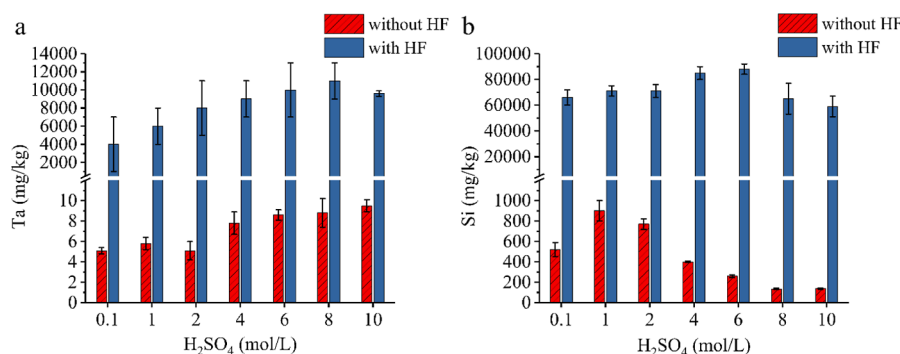 a
without HF
with HF
14000
12000
10000
8000
6000
4000
2000
10
8
6
4
2
0
Ta (mg/kg)
0.1 1 2 4 6 8 10
H₂SO₄ (mol/L)
b
without HF
with HF
100000
80000
60000
40000
20000
1000
800
600
400
200
0
Si (mg/kg)
0.1 1 2 4 6 8 10
H₂SO₄ (mol/L)